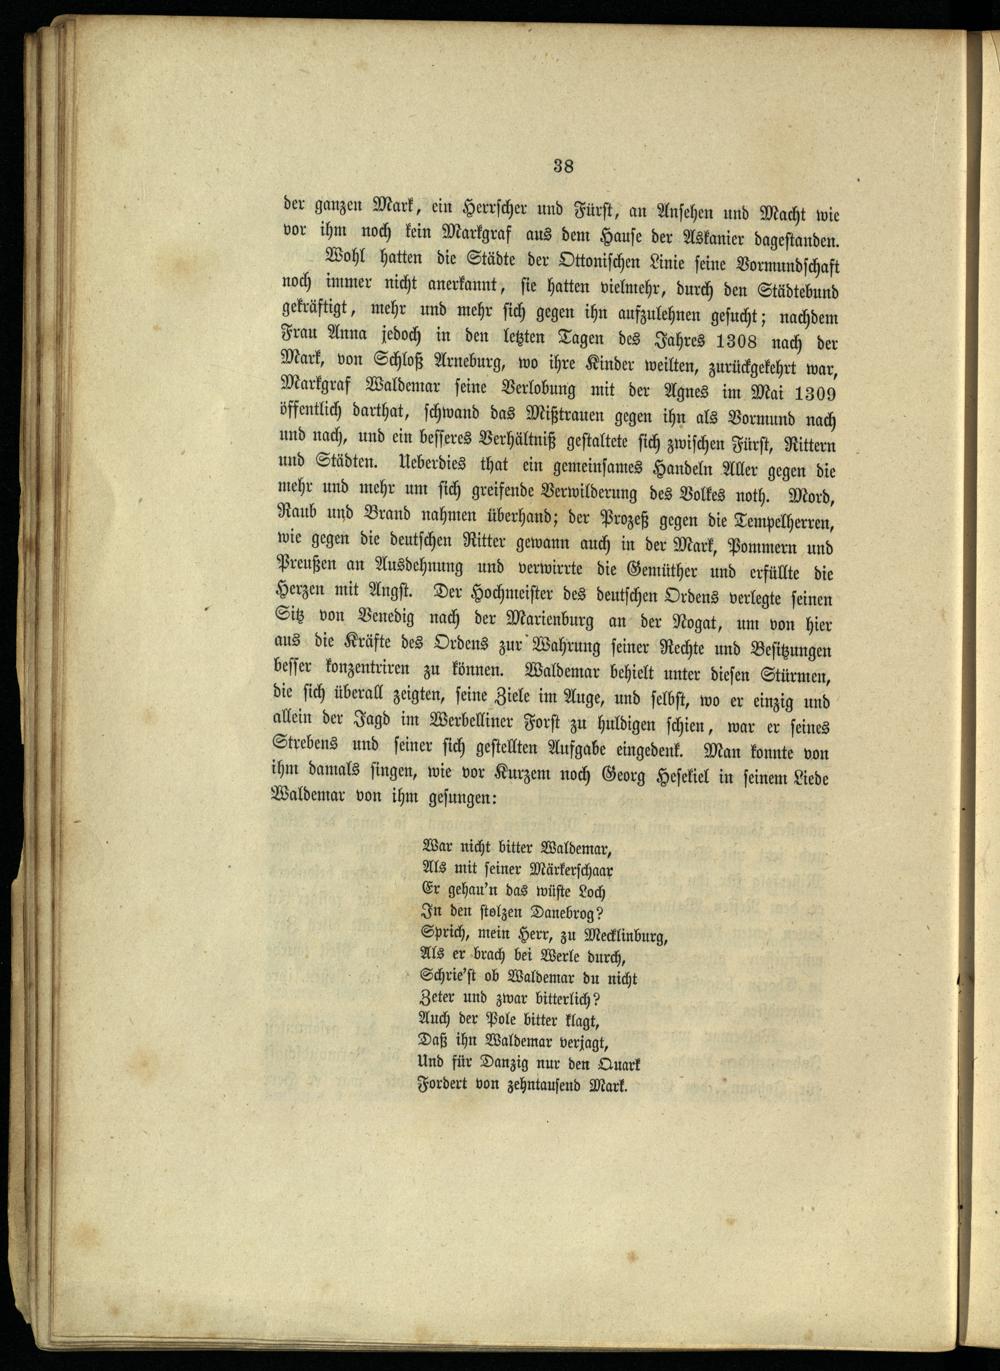 38
der ganzen Mark, ein Herrscher und Fürst, an Ansehen und Macht wie
vor ihm noch kein Markgraf aus dem Hause der Askanier dagestanden.
Wohl hatten die Städte der Ottonischen Linie seine Vormundschaft
noch immer nicht anerkannt, sie hatten vielmehr, durch den Städtebund
gekräftigt, mehr und mehr sich gegen ihn aufzulehnen gesucht; nachdem
Frau Anna jedoch in den letzten Tagen des Jahres 1308 nach der
Mark, von Schloß Arneburg, wo ihre Kinder weilten, zurückgekehrt war,
Markgraf Waldemar seine Verlobung mit der Agnes im Mai 1309
öffentlich darthat, schwand das Mißtrauen gegen ihn als Vormund nach
und nach, und ein besseres Verhältniß gestaltete sich zwischen Fürst, Rittern
und Städten. Ueberdies that ein gemeinsames Handeln Aller gegen die
mehr und mehr um sich greifende Verwilderung des Volkes noth. Mord,
Raub und Brand nahmen überhand; der Prozeß gegen die Tempelherren,
wie gegen die deutschen Ritter gewann auch in der Mark, Pommern und
Preußen an Ausdehnung und verwirrte die Gemüther und erfüllte die
Herzen mit Angst. Der Hochmeister des deutschen Ordens verlegte seinen
Sitz von Venedig nach der Marienburg an der Nogat, um von hier
aus die Kräfte des Ordens zur Wahrung seiner Rechte und Besitzungen
besser konzentriren zu können. Waldemar behielt unter diesen Stürmen,
die sich überall zeigten, seine Ziele im Auge, und selbst, wo er einzig und
allein der Jagd im Werbelliner Forst zu huldigen schien, war er seines
Strebens und seiner sich gestellten Aufgabe eingedenk. Man konnte von
ihm damals singen, wie vor Kurzem noch Georg Hesekiel in seinem Liede
Waldemar von ihm gesungen:
War nicht bitter Waldemar,
Als mit seiner Märkerschaar
Er gehau'n das wüste Loch
In den stolzen Danebrog?
Sprich, mein Herr, zu Mecklinburg,
Als er brach bei Werle durch,
Schrie'st ob Waldemar du nicht
Zeter und zwar bitterlich?
Auch der Pole bitter klagt,
Daß ihn Waldemar verjagt,
Und für Danzig nur den Quark
Fordert von zehntausend Mark.